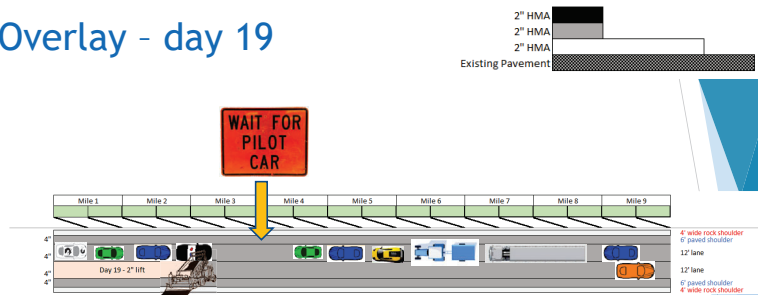 Overlay – day 19
2" HMA
2" HMA
2" HMA
Existing Pavement
WAIT FOR
PILOT
CAR
Mile 1 Mile 2 Mile 3 Mile 4 Mile 5 Mile 6 Mile 7 Mile 8 Mile 9
4' wide rock shoulder
6' paved shoulder
4"
4"
12' lane
Day 19 - 2" lift
4"
12' lane
4"
6' paved shoulder
4' wide rock shoulder